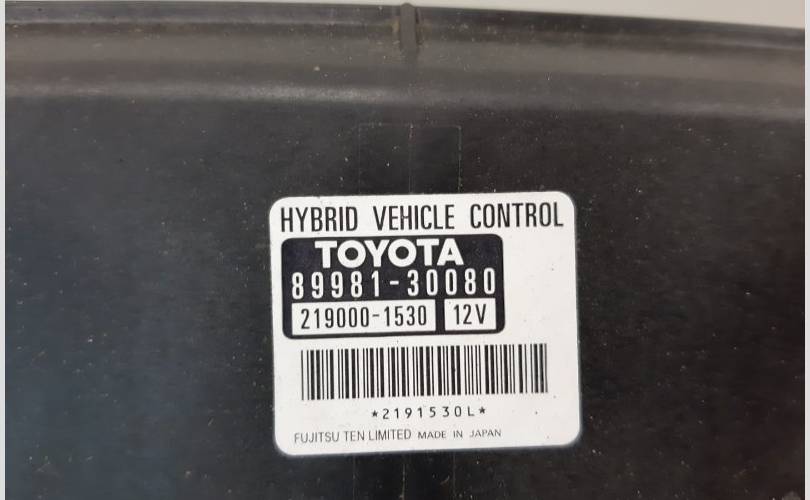 HYBRID VEHICLE CONTROL
TOYOTA
89981-30080
219000-1530 12V
*2191530L*
FUJITSU TEN LIMITED MADE IN JAPAN